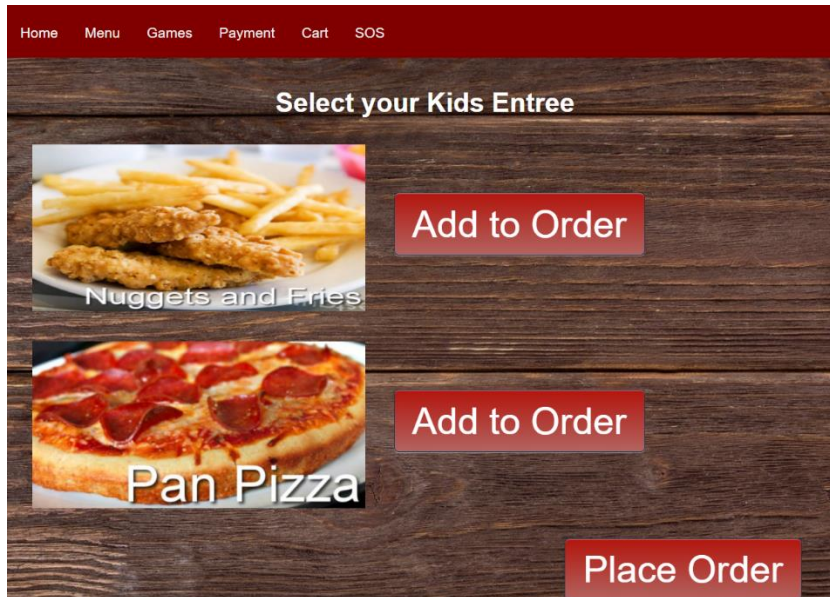 Home Menu Games Payment Cart SOS
Select your Kids Entree
Nuggets and Fries
Add to Order
Pan Pizza
Add to Order
Place Order